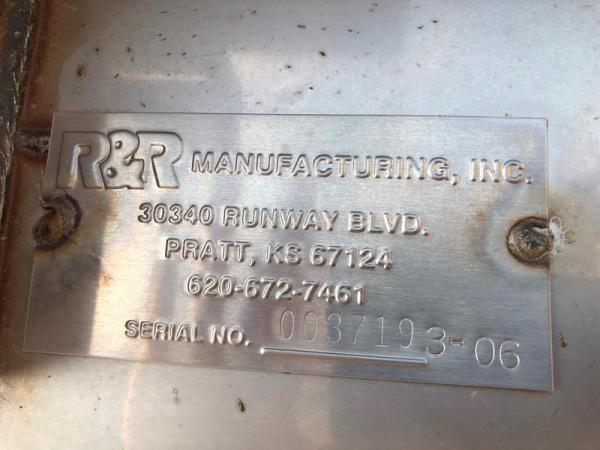 R&R MANUFACTURING, INC.
30340 RUNWAY BLVD.
PRATT, KS 67124
620-672-7461
SERIAL NO. 0037193-06